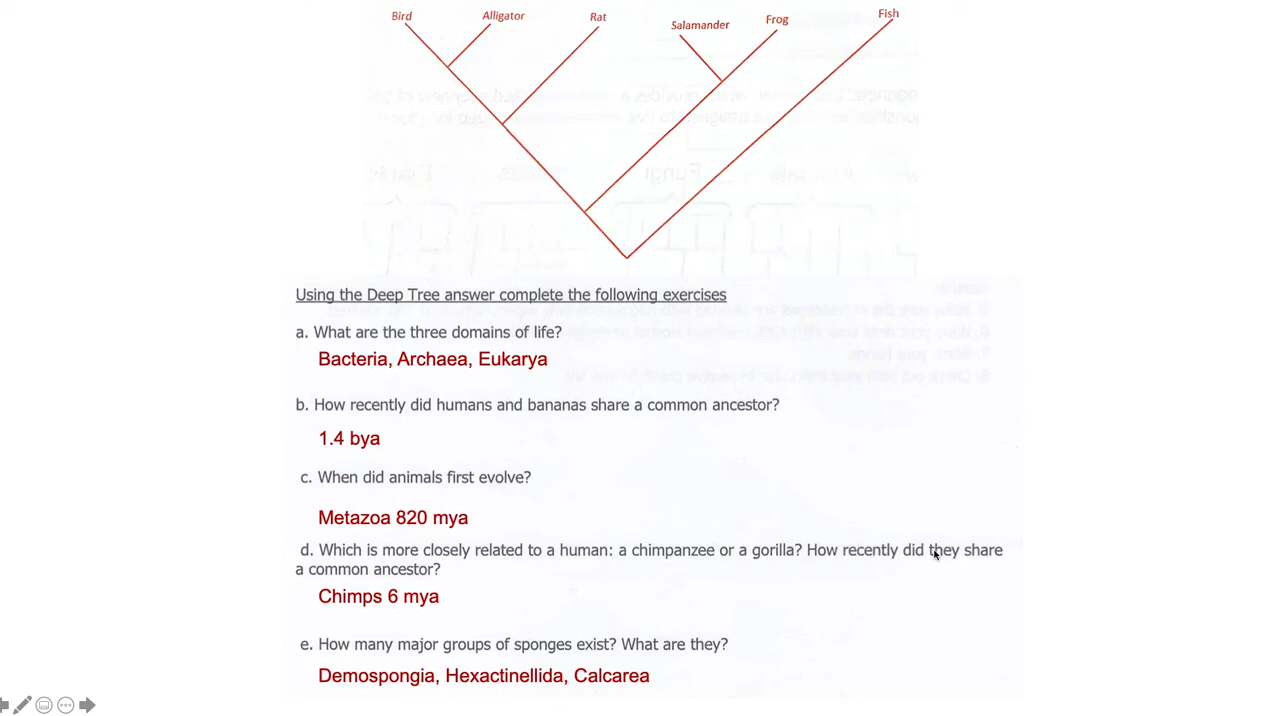 Bird Alligator Rat Salamander Frog Fish
Using the Deep Tree answer complete the following exercises
a. What are the three domains of life?
Bacteria, Archaea, Eukarya
b. How recently did humans and bananas share a common ancestor?
1.4 bya
c. When did animals first evolve?
Metazoa 820 mya
d. Which is more closely related to a human: a chimpanzee or a gorilla? How recently did they share
a common ancestor?
Chimps 6 mya
e. How many major groups of sponges exist? What are they?
Demospongia, Hexactinellida, Calcarea